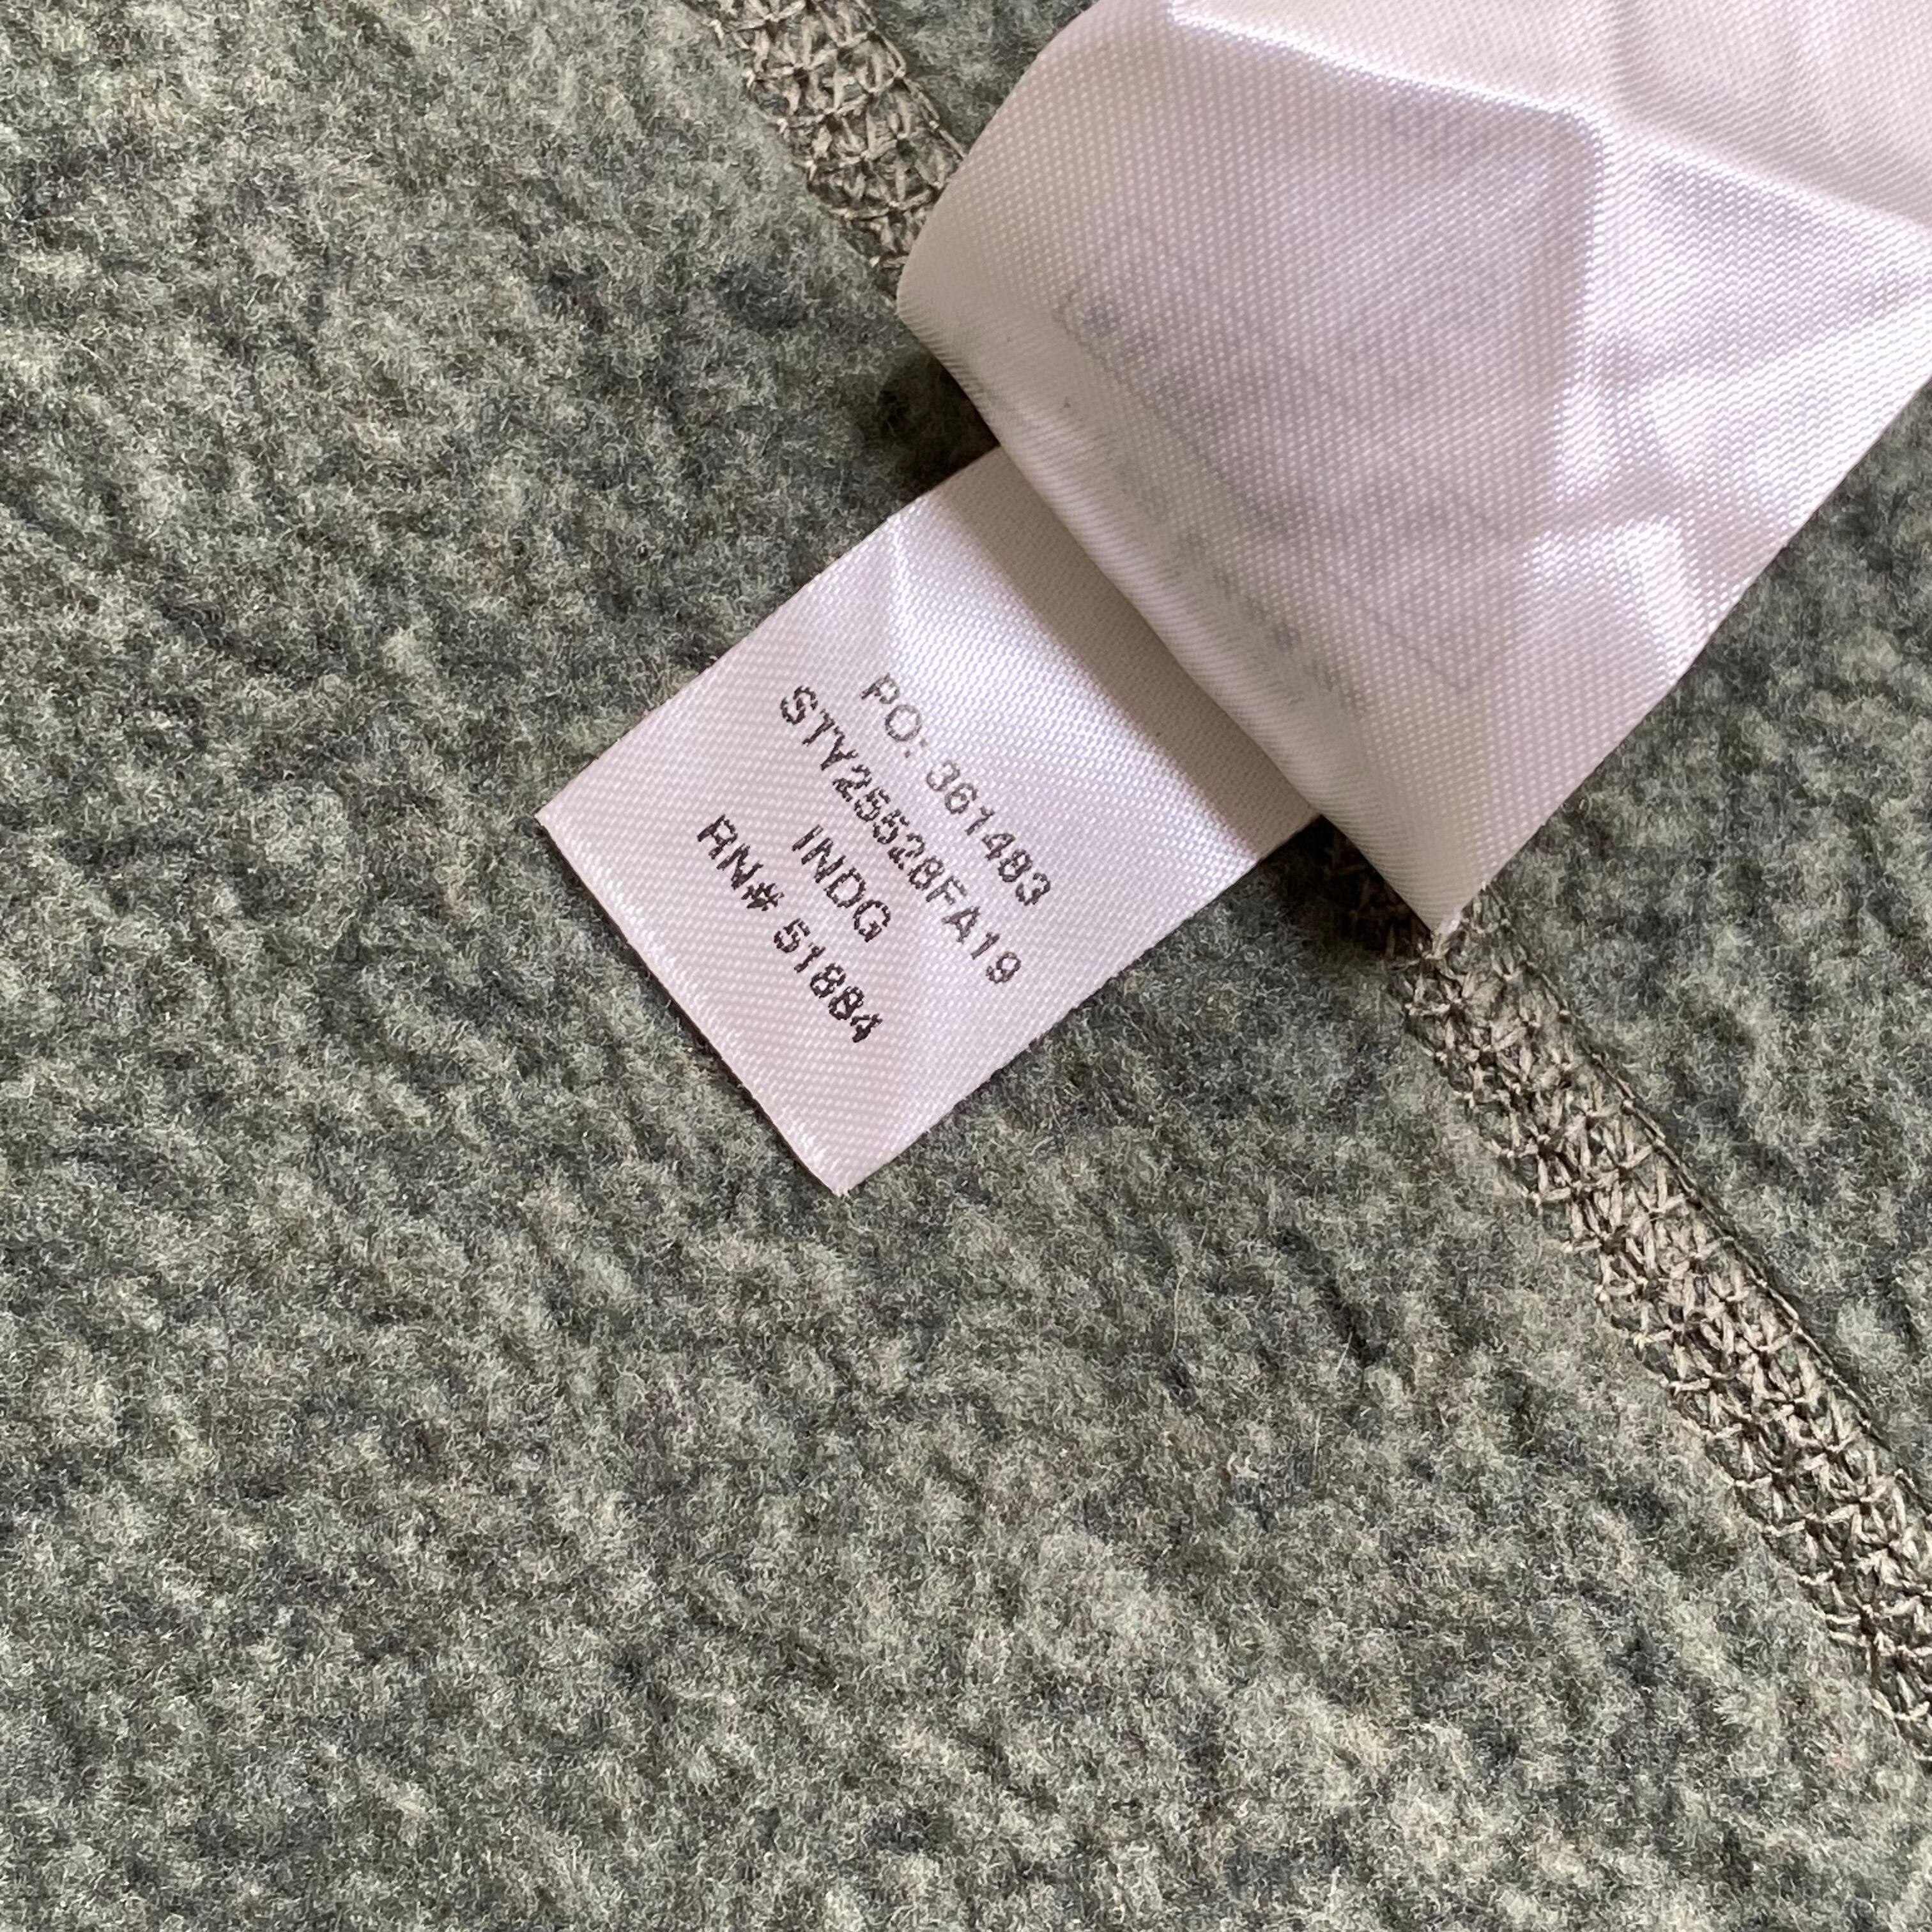 PO: 361483
STY25528FA19
INDG
RN# 51884